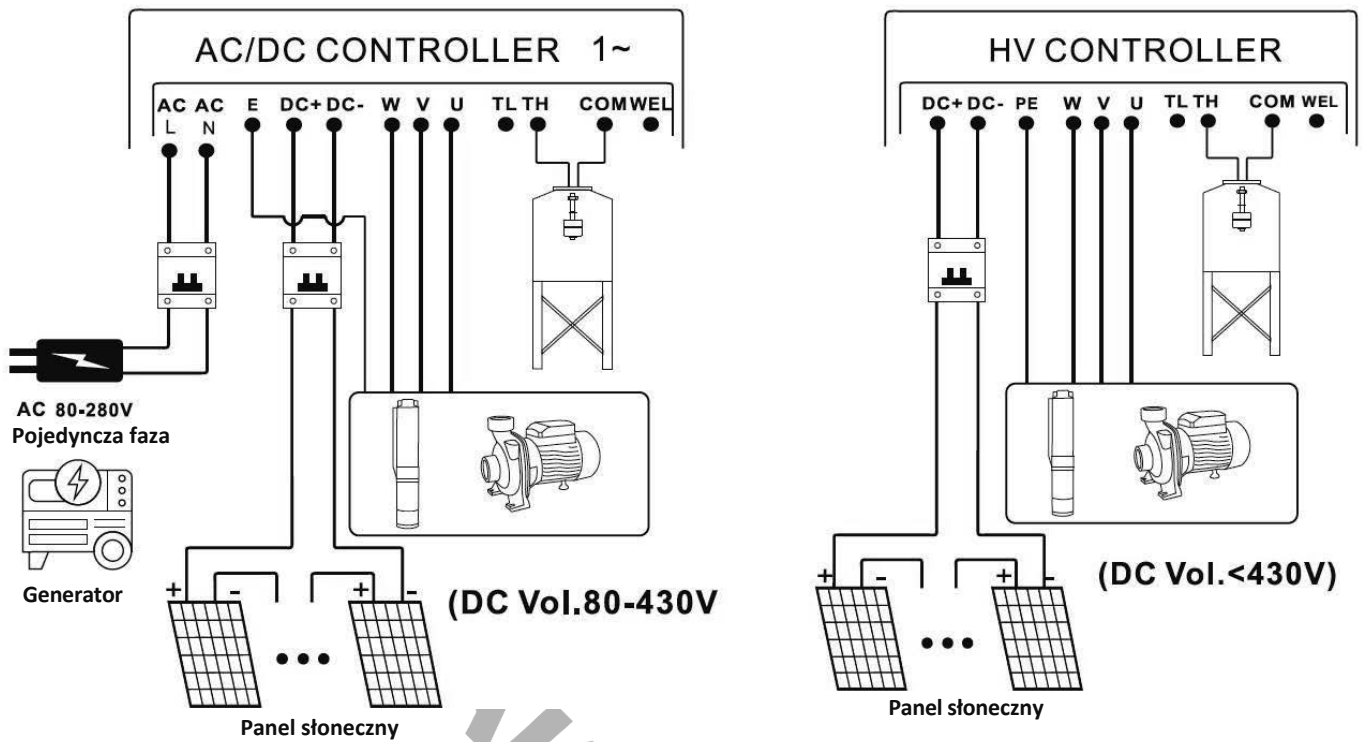 AC/DC CONTROLLER 1~
AC AC E DC+ DC- W V U TL TH COM WEL
L N
AC 80-280V
Pojedyncza faza
Generator
+ - + -
(DC Vol.80-430V
Panel słoneczny
HV CONTROLLER
DC+ DC- PE W V U TL TH COM WEL
+ - + -
(DC Vol.<430V)
Panel słoneczny